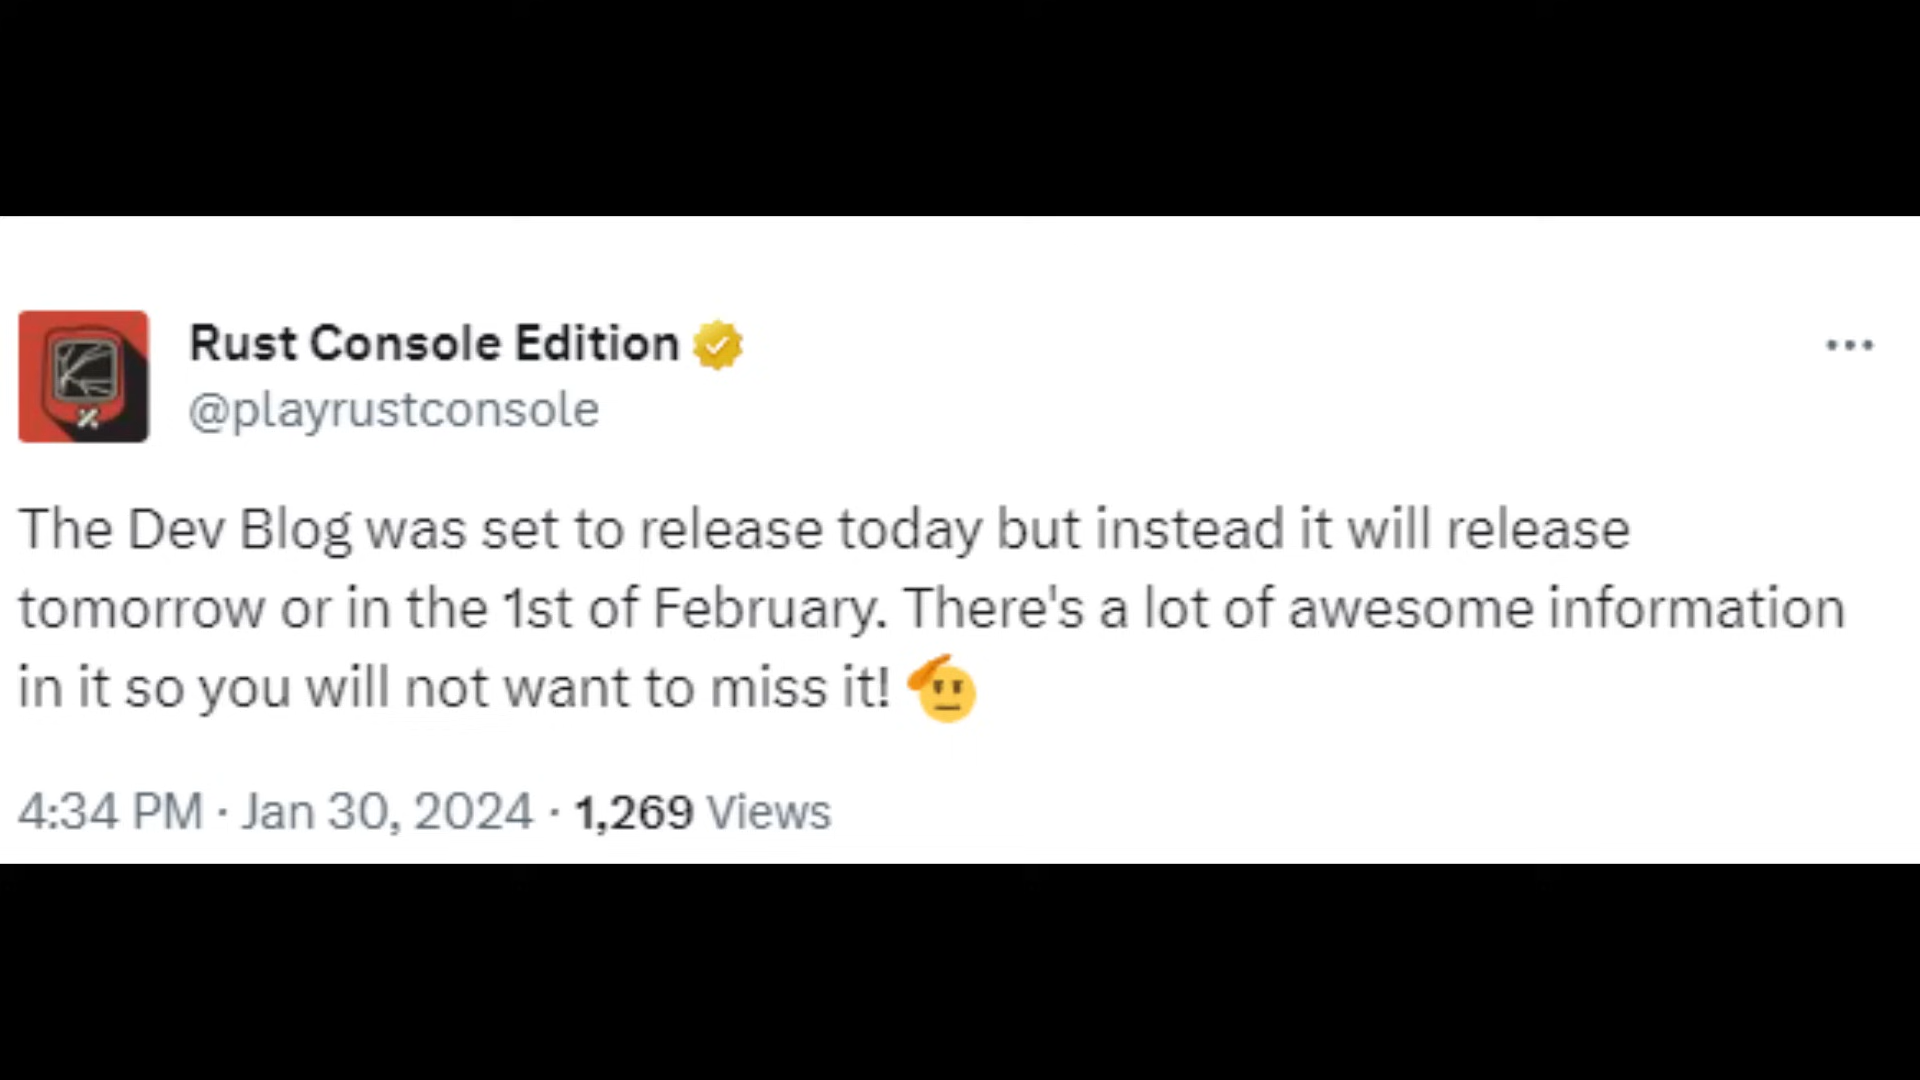 Rust Console Edition
@playrustconsole
The Dev Blog was set to release today but instead it will release
tomorrow or in the 1st of February. There's a lot of awesome information
in it so you will not want to miss it! 🫡
4:34 PM · Jan 30, 2024 · 1,269 Views